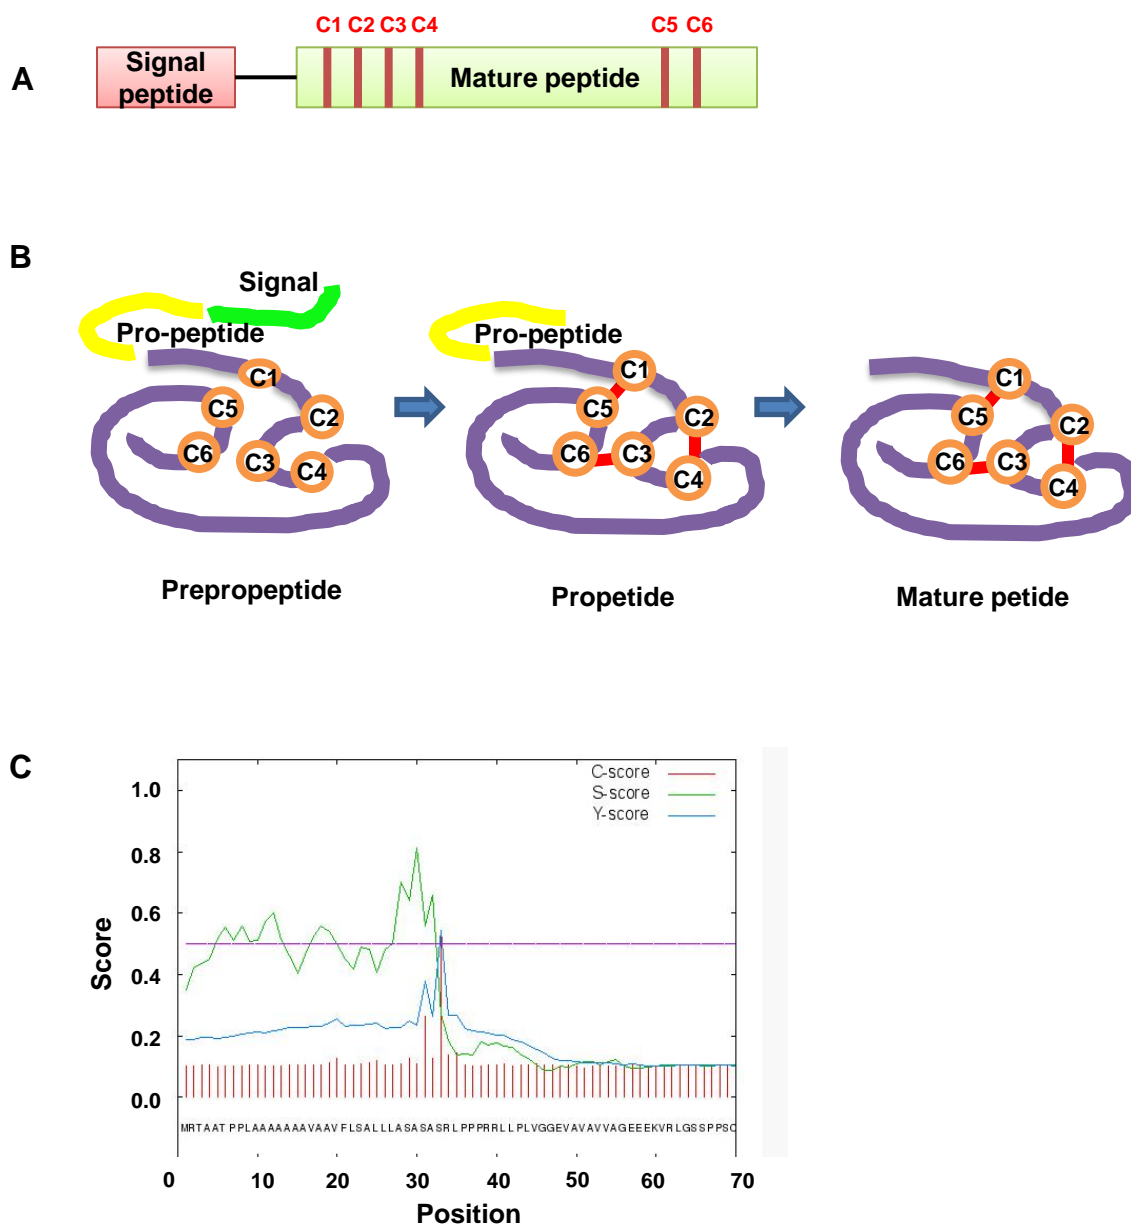 A
C1 C2 C3 C4 C5 C6
Signal
peptide
Mature peptide
B
Signal
Pro-peptide
C1
C5
C2
C6
C3
C4
Prepropeptide
Pro-peptide
C1
C5
C2
C6
C3
C4
Propetide
C1
C5
C2
C6
C3
C4
Mature petide
C
C-score
S-score
Y-score
Score
1.0
0.8
0.6
0.4
0.2
0.0
MRTAATPPLAAAAAAAVAAVFLSALLLASASASRLPPPRRLLPLVGGEVAVAVVAGEEEKVRLGSSPPSC
0 10 20 30 40 50 60 70
Position